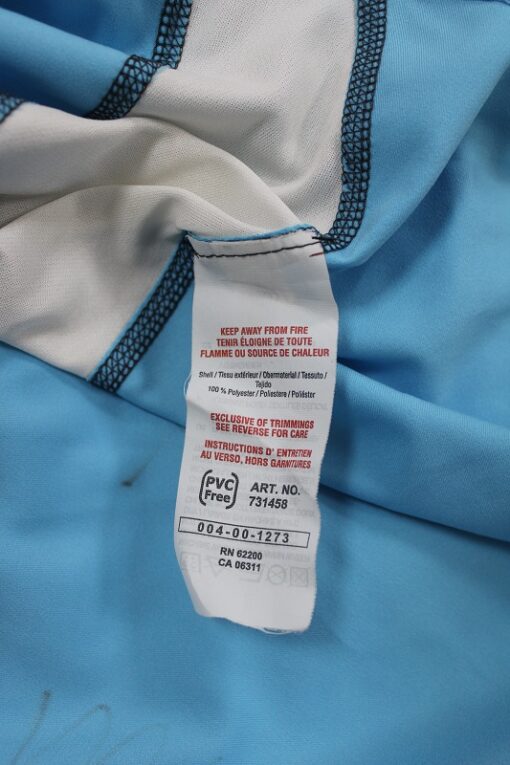 KEEP AWAY FROM FIRE
TENIR ÉLOIGNE DE TOUTE
FLAMME OU SOURCE DE CHALEUR
Shell / Tissu extérieur / Obermaterial / Tessuto /
Tejido
100 % Polyester / Poliestere / Poliéster
EXCLUSIVE OF TRIMMINGS
SEE REVERSE FOR CARE
INSTRUCTIONS D' ENTRETIEN
AU VERSO, HORS GARNITURES
PVC Free
ART. NO.
731458
004-00-1273
RN 62200
CA 06311